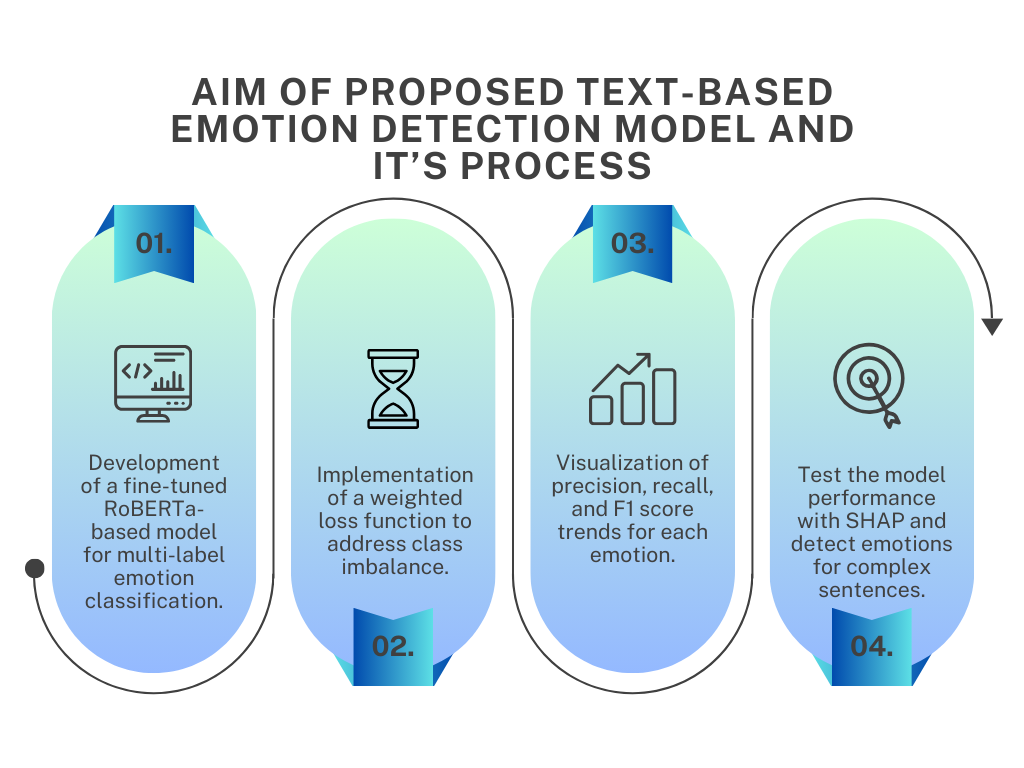 AIM OF PROPOSED TEXT-BASED
EMOTION DETECTION MODEL AND
IT’S PROCESS
01.
Development
of a fine-tuned
RoBERTa-
based model
for multi-label
emotion
classification.
Implementation
of a weighted
loss function to
address class
imbalance.
02.
03.
Visualization of
precision, recall,
and F1 score
trends for each
emotion.
Test the model
performance
with SHAP and
detect emotions
for complex
sentences.
04.